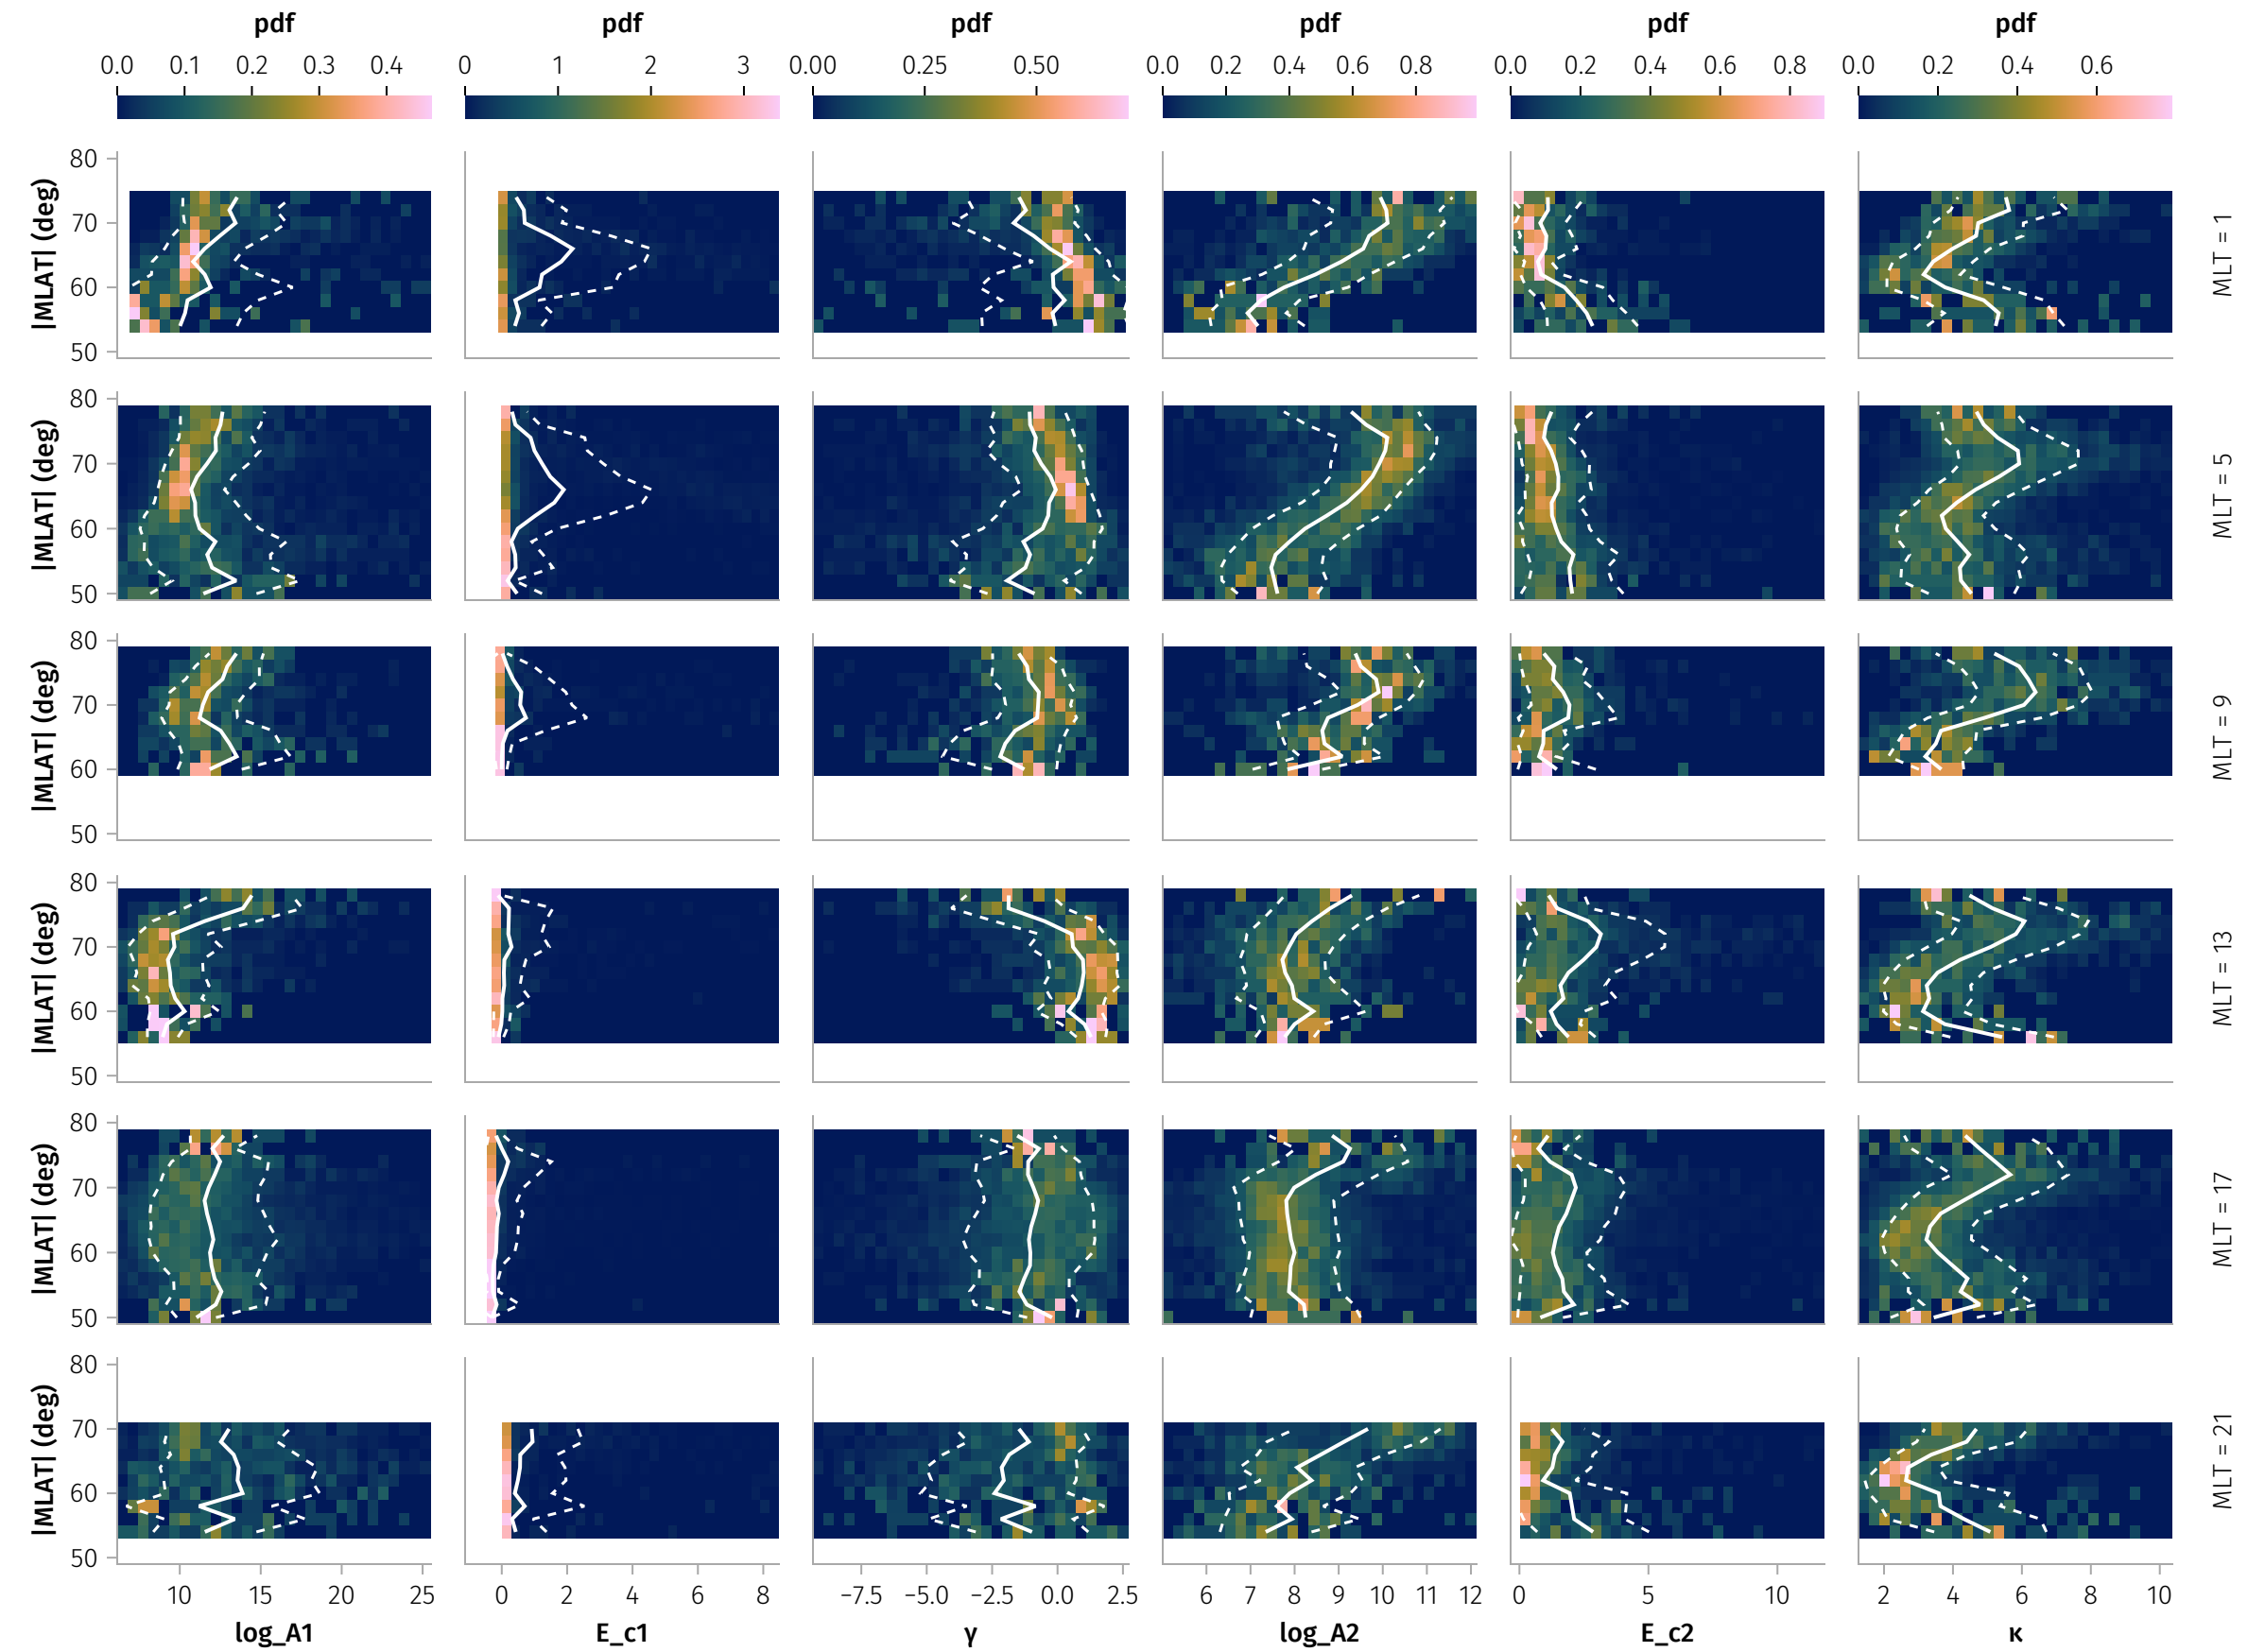 pdf pdf pdf pdf pdf pdf
0.0 0.1 0.2 0.3 0.4 0 1 2 3 0.00 0.25 0.50 0.0 0.2 0.4 0.6 0.8 0.0 0.2 0.4 0.6 0.8 0.0 0.2 0.4 0.6
80
70
60
50
|MLAT| (deg)
MLT = 1
80
70
60
50
|MLAT| (deg)
MLT = 5
80
70
60
50
|MLAT| (deg)
MLT = 9
80
70
60
50
|MLAT| (deg)
MLT = 13
80
70
60
50
|MLAT| (deg)
MLT = 17
80
70
60
50
|MLAT| (deg)
MLT = 21
10 15 20 25 0 2 4 6 8 −7.5 −5.0 −2.5 0.0 2.5 6 7 8 9 10 11 12 0 5 10 2 4 6 8 10
log_A1 E_c1 γ log_A2 E_c2 κ